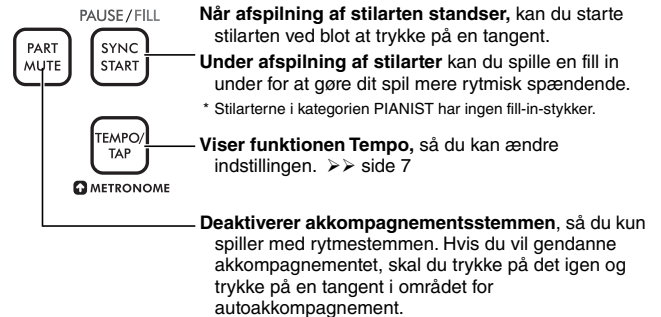 PAUSE/FILL
PART
MUTE
SYNC
START
Når afspilning af stilarten standser, kan du starte
stilarten ved blot at trykke på en tangent.
Under afspilning af stilarter kan du spille en fill in
under for at gøre dit spil mere rytmisk spændende.
* Stilarterne i kategorien PIANIST har ingen fill-in-stykker.
TEMPO/
TAP
METRONOME
Viser funktionen Tempo, så du kan ændre
indstillingen. ➢➢ side 7
Deaktiverer akkompagnementsstemmen, så du kun
spiller med rytmestemmen. Hvis du vil gendanne
akkompagnementet, skal du trykke på det igen og
trykke på en tangent i området for
autoakkompagnement.